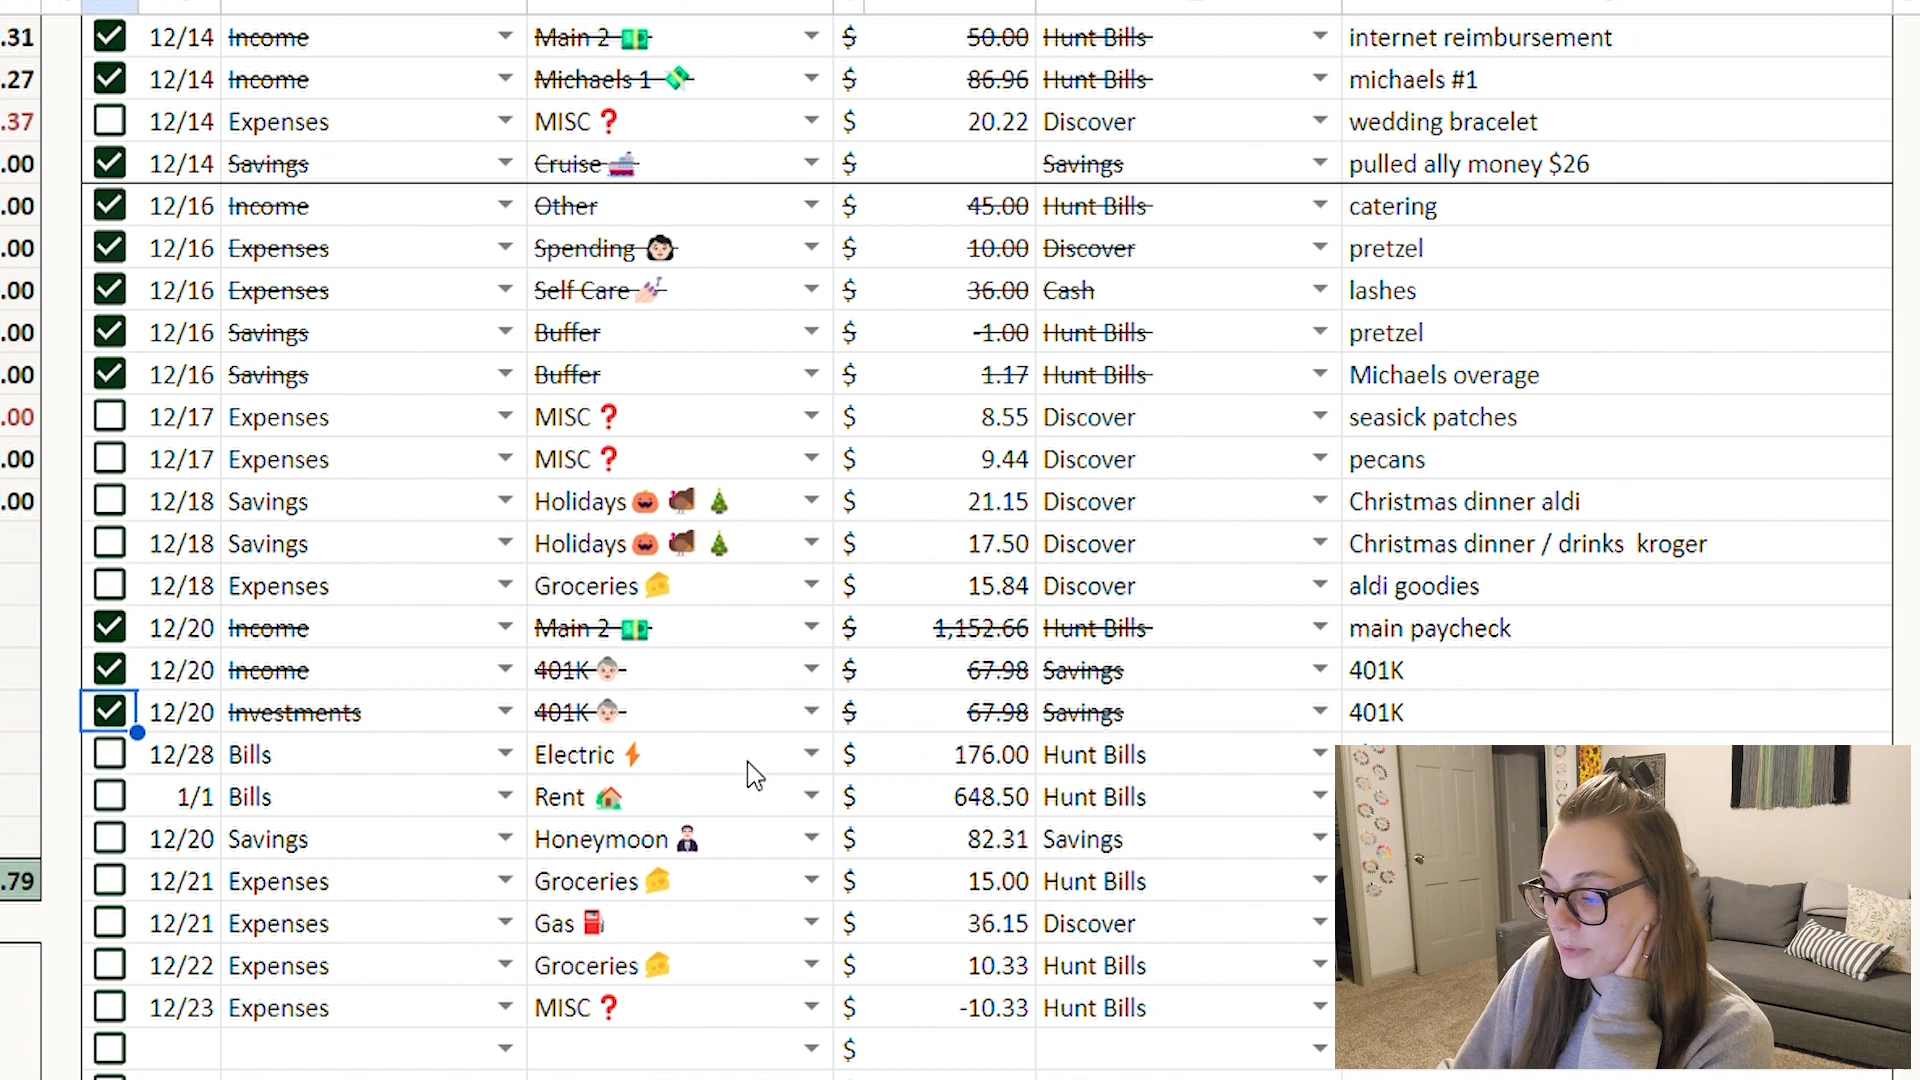 .31 12/14 Income Main 2 $ 50.00 Hunt Bills internet reimbursement
.27 12/14 Income Michaels 1 $ 86.96 Hunt Bills michaels #1
.37 12/14 Expenses MISC ❓ $ 20.22 Discover wedding bracelet
.00 12/14 Savings Cruise $ Savings pulled ally money $26
.00 12/16 Income Other $ 45.00 Hunt Bills catering
.00 12/16 Expenses Spending $ 10.00 Discover pretzel
.00 12/16 Expenses Self Care $ 36.00 Cash lashes
.00 12/16 Savings Buffer $ -1.00 Hunt Bills pretzel
.00 12/16 Savings Buffer $ 1.17 Hunt Bills Michaels overage
.00 12/17 Expenses MISC ❓ $ 8.55 Discover seasick patches
.00 12/17 Expenses MISC ❓ $ 9.44 Discover pecans
.00 12/18 Savings Holidays $ 21.15 Discover Christmas dinner aldi
12/18 Savings Holidays $ 17.50 Discover Christmas dinner / drinks kroger
12/18 Expenses Groceries $ 15.84 Discover aldi goodies
12/20 Income Main 2 $ 1,152.66 Hunt Bills main paycheck
12/20 Income 401K $ 67.98 Savings 401K
12/20 Investments 401K $ 67.98 Savings 401K
12/28 Bills Electric $ 176.00 Hunt Bills
1/1 Bills Rent $ 648.50 Hunt Bills
12/20 Savings Honeymoon $ 82.31 Savings
.79 12/21 Expenses Groceries $ 15.00 Hunt Bills
12/21 Expenses Gas $ 36.15 Discover
12/22 Expenses Groceries $ 10.33 Hunt Bills
12/23 Expenses MISC ❓ $ -10.33 Hunt Bills
$